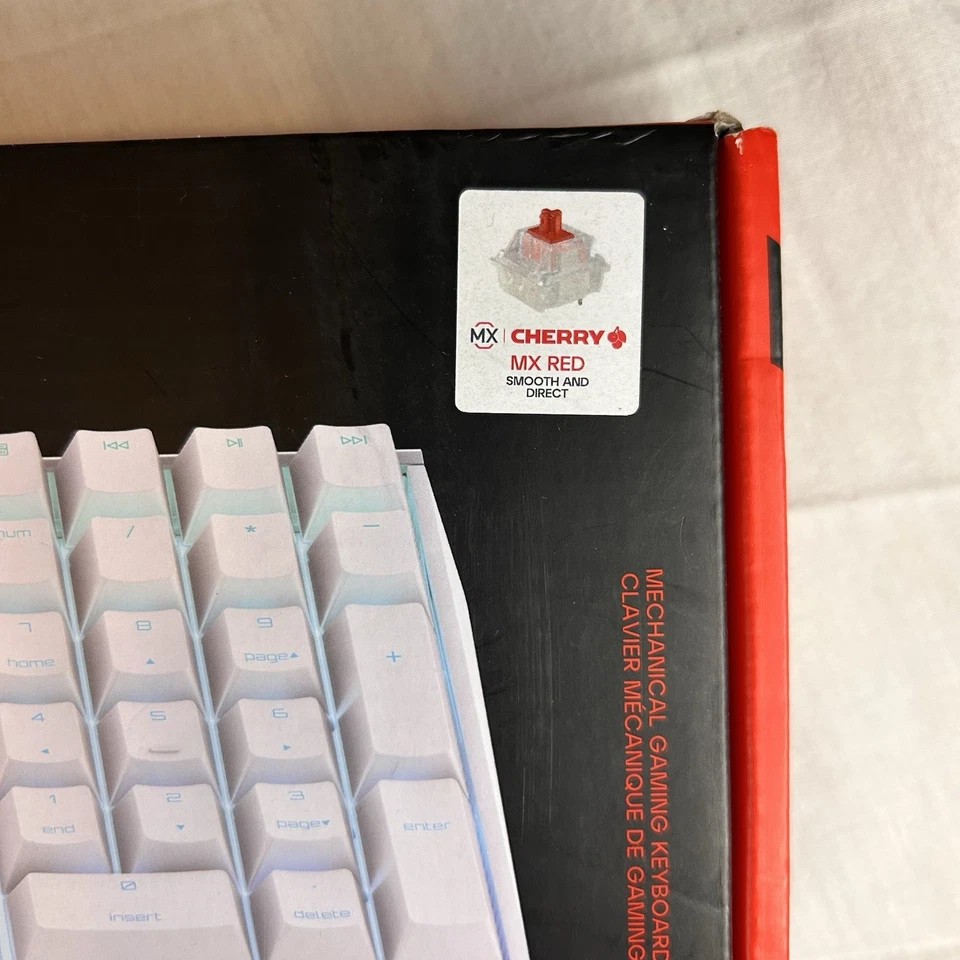 MX | CHERRY
MX RED
SMOOTH AND
DIRECT
num / * −
7 8 9
home page +
4 5 6
1 2 3
end page enter
0
insert delete
MECHANICAL GAMING KEYBOARD
CLAVIER MÉCANIQUE DE GAMING